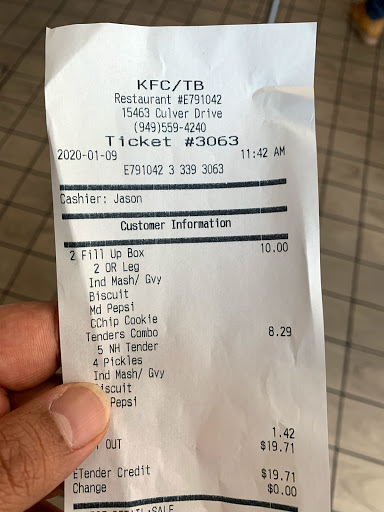 KFC/TB
Restaurant #E791042
15463 Culver Drive
(949)559-4240
Ticket #3063
2020-01-09 11:42 AM
E791042 3 339 3063
Cashier: Jason
Customer Information
2 Fill Up Box 10.00
2 OR Leg
Ind Mash/ Gvy
Biscuit
Md Pepsi
CChip Cookie
Tenders Combo 8.29
5 NH Tender
4 Pickles
Ind Mash/ Gvy
iscuit
Pepsi
1.42
OUT $19.71
ETender Credit $19.71
Change $0.00